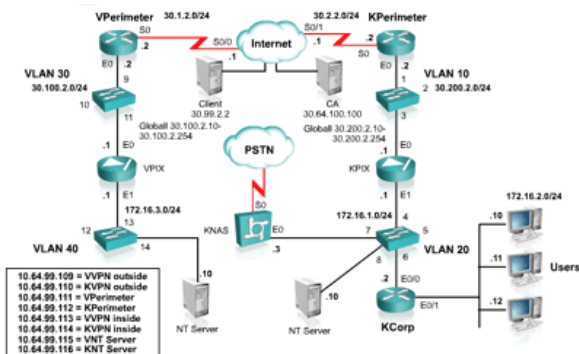 30.1.2.0/24
30.2.2.0/24
VPerimeter
KPerimeter
S0
S0/0
Internet
S0/1
.2
.1
.1
.2
S0
E0
.2
E0
.2
VLAN 30
9
1
VLAN 10
30.100.2.0/24
10
Client
30.99.2.2
CA
30.64.100.100
2
30.200.2.0/24
11
3
Globall 30.100.2.10-
30.100.2.254
Globall 30.200.2.10-
30.200.2.254
.1
E0
.1
E0
VPIX
PSTN
KPIX
.1
E1
.1
E1
172.16.2.0/24
172.16.3.0/24
S0
172.16.1.0/24
4
.10
13
KNAS
E0
7
5
12
.3
VLAN 20
VLAN 40
14
8
6
.11
Users
.10
.10
.2
E0/0
.12
E0/1
NT Server
NT Server
KCorp
10.64.99.109 = VVPN outside
10.64.99.110 = KVPN outside
10.64.99.111 = VPerimeter
10.64.99.112 = KPerimeter
10.64.99.113 = VVPN inside
10.64.99.114 = KVPN inside
10.64.99.115 = VNT Server
10.64.99.116 = KNT Server